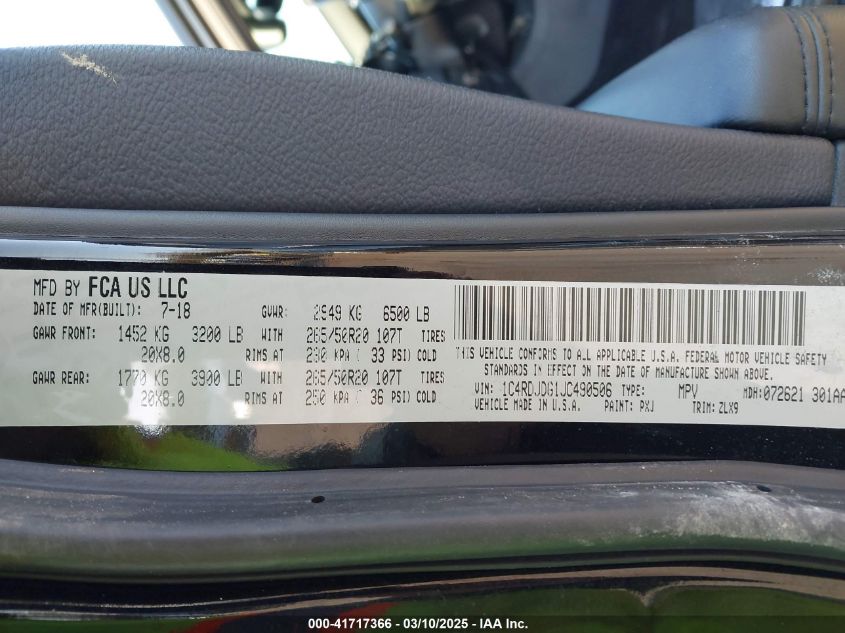 MFD BY FCA US LLC
DATE OF MFR(BUILT): 7-18 GVWR: 2949 KG 6500 LB
GAWR FRONT: 1452 KG 3200 LB WITH 265/50R20 107T TIRES
20X8.0 RIMS AT 230 KPA ( 33 PSI) COLD
GAWR REAR: 1770 KG 3900 LB WITH 265/50R20 107T TIRES
20X8.0 RIMS AT 250 KPA ( 36 PSI) COLD
THIS VEHICLE CONFORMS TO ALL APPLICABLE U.S.A. FEDERAL MOTOR VEHICLE SAFETY
STANDARDS IN EFFECT ON THE DATE OF MANUFACTURE SHOWN ABOVE.
VIN: 1C4RDJDG1JC490506 TYPE: MPV MDH:072621 301AA
VEHICLE MADE IN U.S.A. PAINT: PXJ TRIM: ZLX9
000-41717366 — 03/10/2025 — IAA Inc.